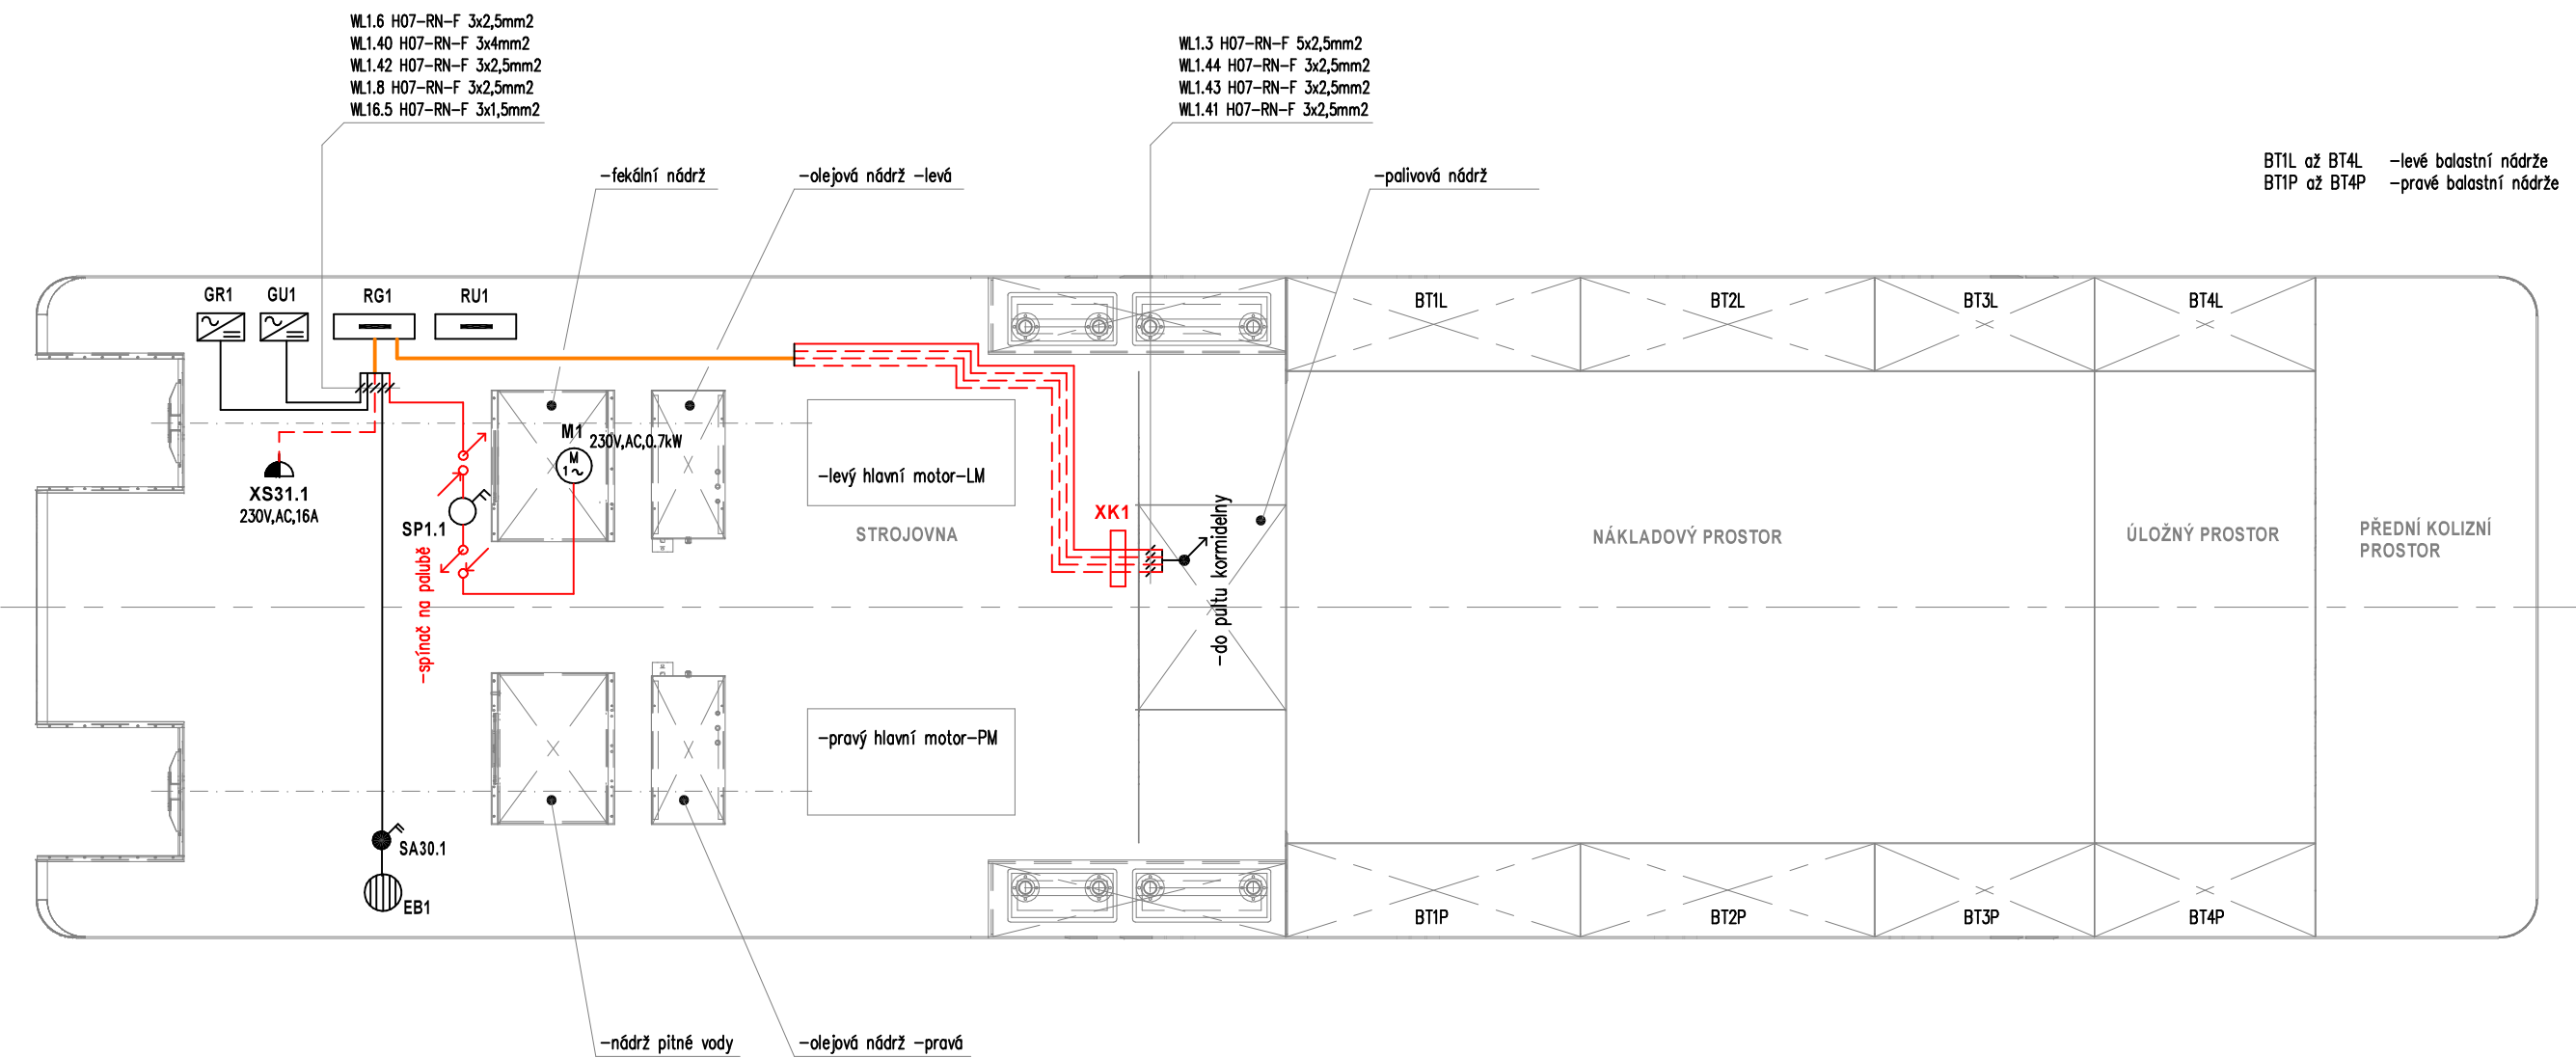 WL1.6 H07-RN-F 3x2,5mm2
WL1.40 H07-RN-F 3x4mm2
WL1.42 H07-RN-F 3x2,5mm2
WL1.8 H07-RN-F 3x2,5mm2
WL16.5 H07-RN-F 3x1,5mm2
WL1.3 H07-RN-F 5x2,5mm2
WL1.44 H07-RN-F 3x2,5mm2
WL1.43 H07-RN-F 3x2,5mm2
WL1.41 H07-RN-F 3x2,5mm2
BT1L až BT4L -levé balastní nádrže
BT1P až BT4P -pravé balastní nádrže
-fekální nádrž
-olejová nádrž -levá
-palivová nádrž
GR1
GU1
RG1
RU1
BT1L
BT2L
BT3L
BT4L
M1
230V,AC,0.7kW
M
1~
-levý hlavní motor-LM
XS31.1
230V,AC,16A
SP1.1
-spínač na palubě
STROJOVNA
XK1
-do pultu kormidelny
NÁKLADOVÝ PROSTOR
ÚLOŽNÝ PROSTOR
PŘEDNÍ KOLIZNÍ
PROSTOR
-pravý hlavní motor-PM
SA30.1
EB1
BT1P
BT2P
BT3P
BT4P
-nádrž pitné vody
-olejová nádrž -pravá